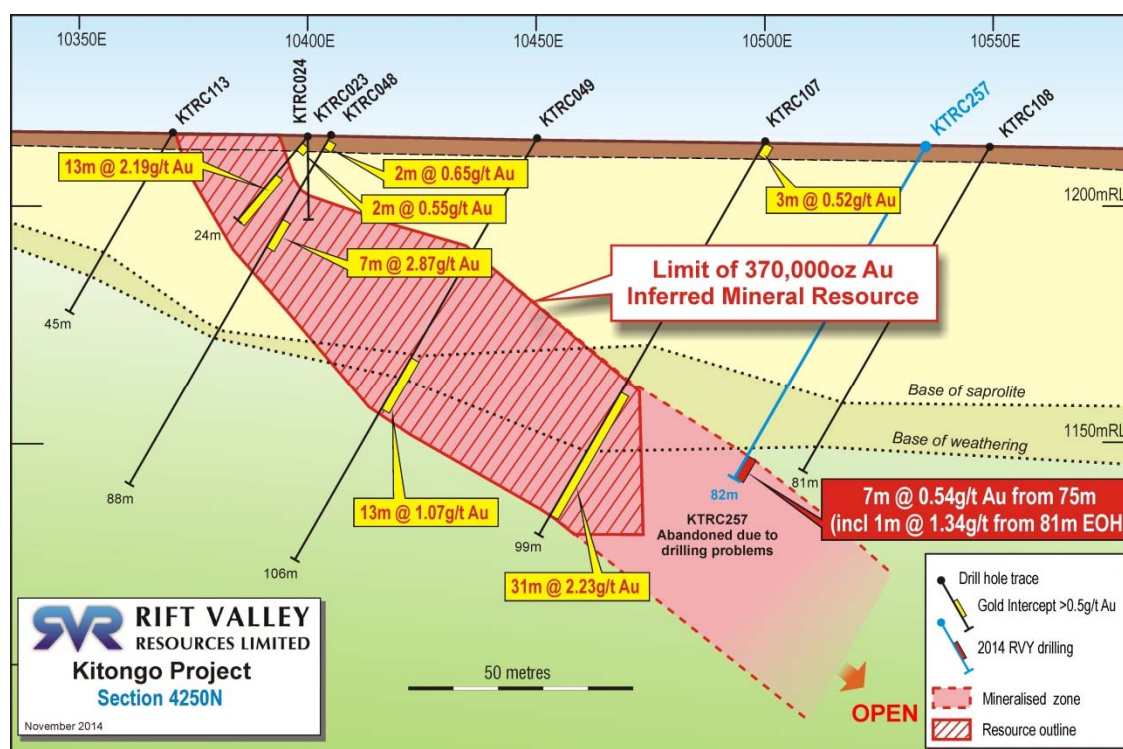 10350E
10400E
10450E
10500E
10550E
KTRC113
KTRC024
KTRC023
KTRC048
KTRC049
KTRC107
KTRC257
KTRC108
13m @ 2.19g/t Au
2m @ 0.65g/t Au
2m @ 0.55g/t Au
3m @ 0.52g/t Au
1200mRL
24m
7m @ 2.87g/t Au
Limit of 370,000oz Au
Inferred Mineral Resource
45m
Base of saprolite
1150mRL
Base of weathering
88m
13m @ 1.07g/t Au
82m
81m
KTRC257
Abandoned due to
drilling problems
7m @ 0.54g/t Au from 75m
(incl 1m @ 1.34g/t from 81m EOH
99m
106m
31m @ 2.23g/t Au
SVR RIFT VALLEY
RESOURCES LIMITED
Kitongo Project
Section 4250N
November 2014
50 metres
OPEN
Drill hole trace
Gold Intercept >0.5g/t Au
2014 RVY drilling
Mineralised zone
Resource outline